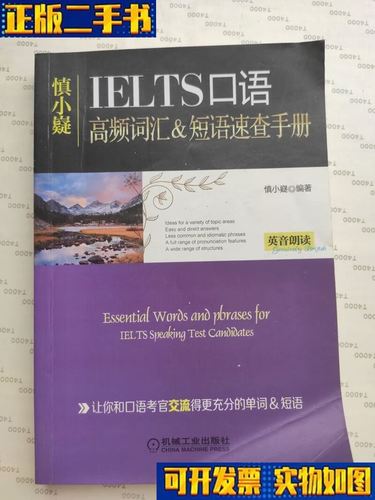 正版二手
慎小嶷
IELTS口语
高频词汇&短语速查手册
慎小嶷◎编著
Ideas for a variety of topic areas
Easy and direct answers
Less common and idiomatic phrases
A full range of pronunciation features
A wide range of structures
英音朗读
Essential Words and phrases for
IELTS Speaking Test Candidates
让你和口语考官交流得更充分的单词&短语
机械工业出版社
CHINA MACHINE PRESS
可开发票 实物如图